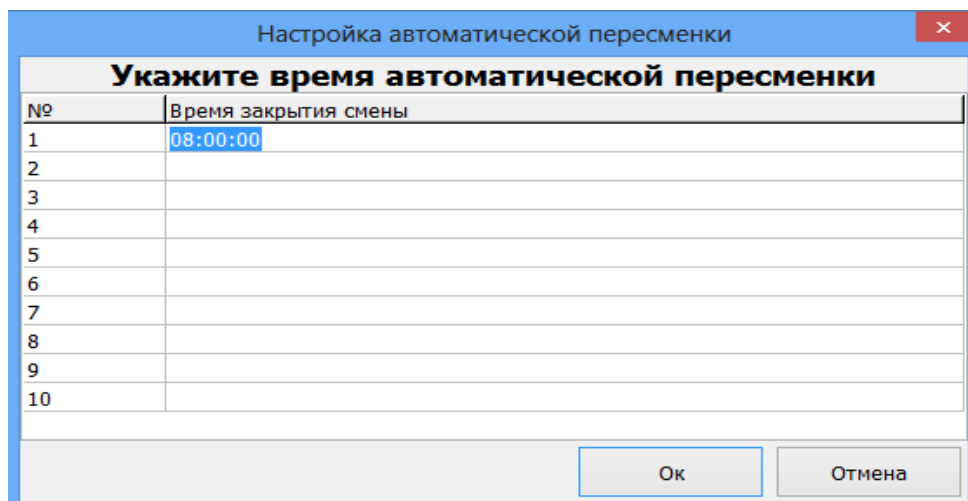 Настройка автоматической пересменки
Укажите время автоматической пересменки
№ Время закрытия смены
1 08:00:00
2
3
4
5
6
7
8
9
10
Ок Отмена